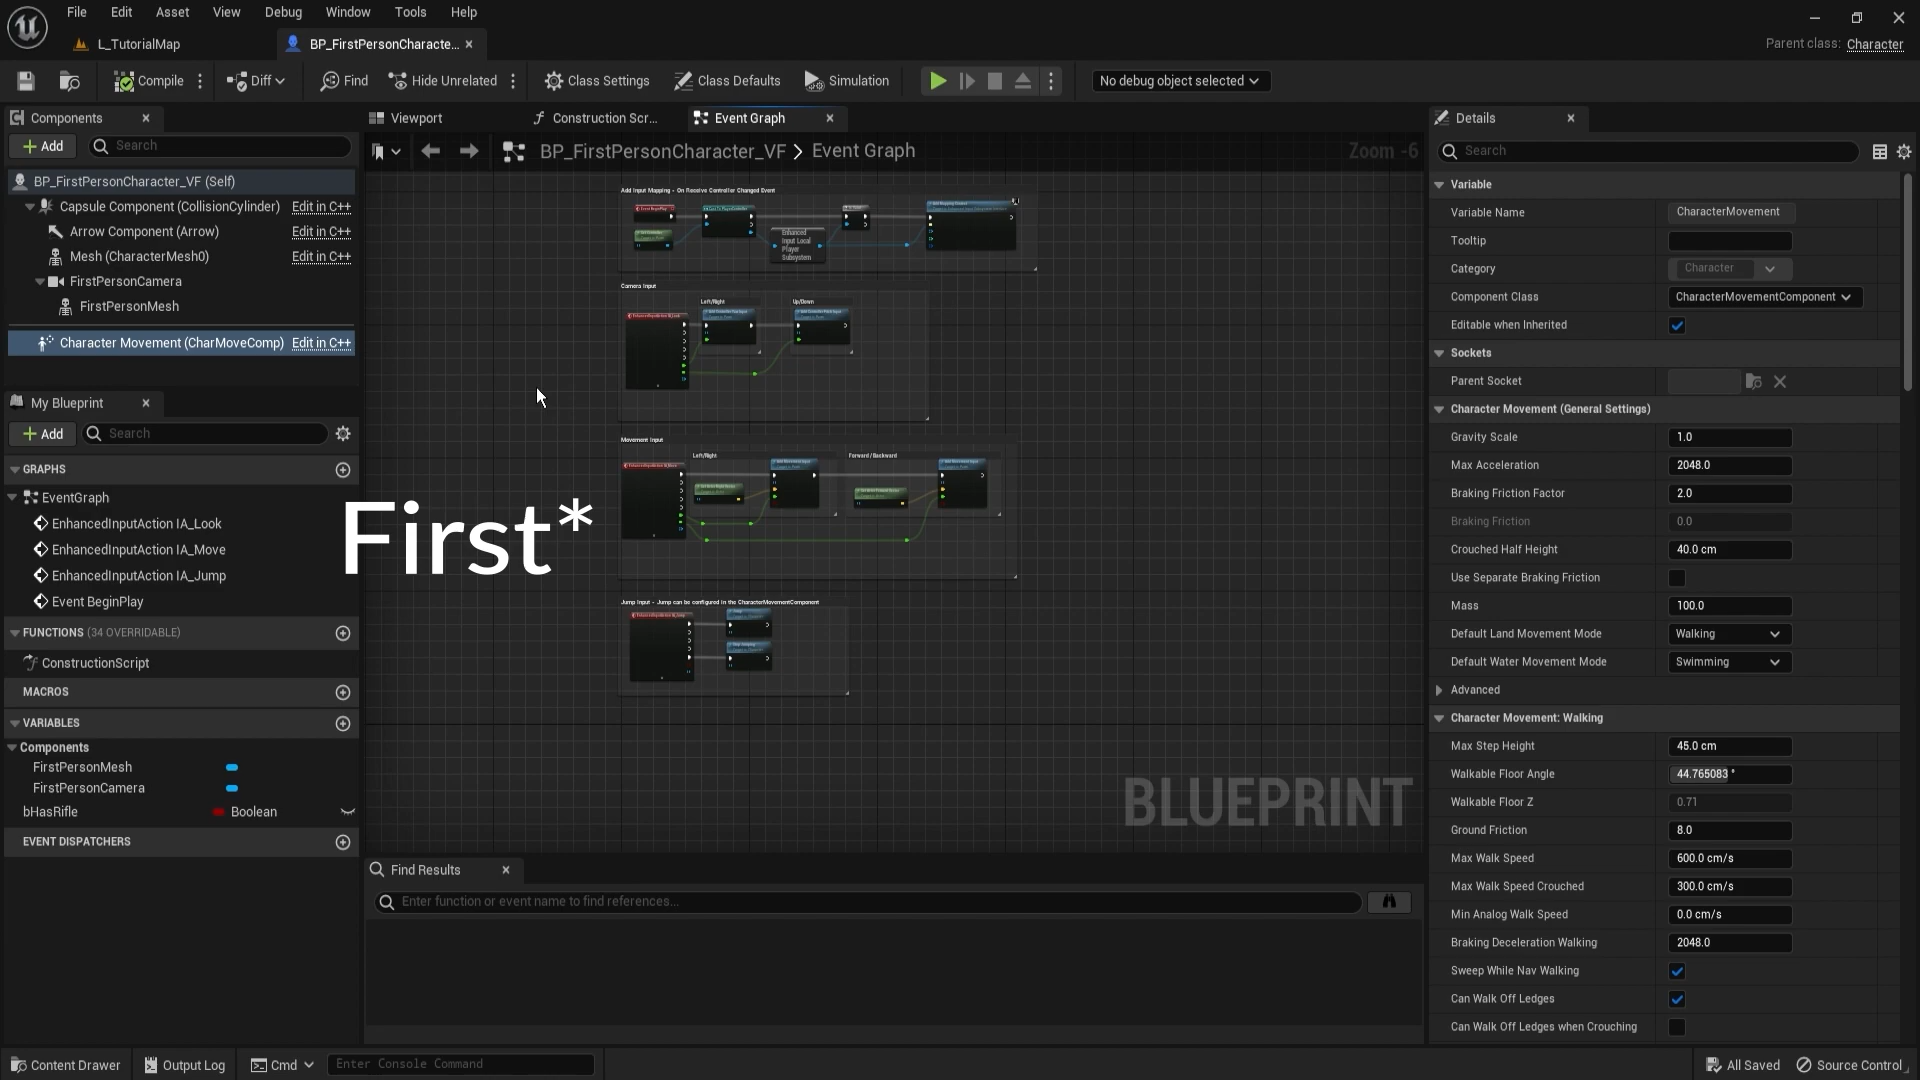 File Edit Asset View Debug Window Tools Help
L_TutorialMap
BP_FirstPersonCharacte...
Parent class: Character
Compile
Diff
Find
Hide Unrelated
Class Settings
Class Defaults
Simulation
No debug object selected
Components
Add
Search
BP_FirstPersonCharacter_VF (Self)
Capsule Component (CollisionCylinder) Edit in C++
Arrow Component (Arrow) Edit in C++
Mesh (CharacterMesh0) Edit in C++
FirstPersonCamera
FirstPersonMesh
Character Movement (CharMoveComp) Edit in C++
My Blueprint
Add
Search
GRAPHS
EventGraph
EnhancedInputAction IA_Look
EnhancedInputAction IA_Move
EnhancedInputAction IA_Jump
Event BeginPlay
FUNCTIONS (34 OVERRIDABLE)
ConstructionScript
MACROS
VARIABLES
Components
FirstPersonMesh
FirstPersonCamera
bHasRifle Boolean
EVENT DISPATCHERS
Viewport
Construction Scr...
Event Graph
BP_FirstPersonCharacter_VF > Event Graph
Zoom -6
Add Input Mapping - On Receive Controller Changed Event
Enhanced
Input Local
Player
Subsystem
Camera Input
Left/Right
Up/Down
Movement Input
Left/Right
Forward / Backward
Jump Input - Jump can be configured in the CharacterMovementComponent
First*
BLUEPRINT
Find Results
Enter function or event name to find references...
Details
Search
Variable
Variable Name CharacterMovement
Tooltip
Category Character
Component Class CharacterMovementComponent
Editable when Inherited
Sockets
Parent Socket
Character Movement (General Settings)
Gravity Scale 1.0
Max Acceleration 2048.0
Braking Friction Factor 2.0
Braking Friction 0.0
Crouched Half Height 40.0 cm
Use Separate Braking Friction
Mass 100.0
Default Land Movement Mode Walking
Default Water Movement Mode Swimming
Advanced
Character Movement: Walking
Max Step Height 45.0 cm
Walkable Floor Angle 44.765083 °
Walkable Floor Z 0.71
Ground Friction 8.0
Max Walk Speed 600.0 cm/s
Max Walk Speed Crouched 300.0 cm/s
Min Analog Walk Speed 0.0 cm/s
Braking Deceleration Walking 2048.0
Sweep While Nav Walking
Can Walk Off Ledges
Can Walk Off Ledges when Crouching
Content Drawer
Output Log
Cmd
Enter Console Command
All Saved
Source Control